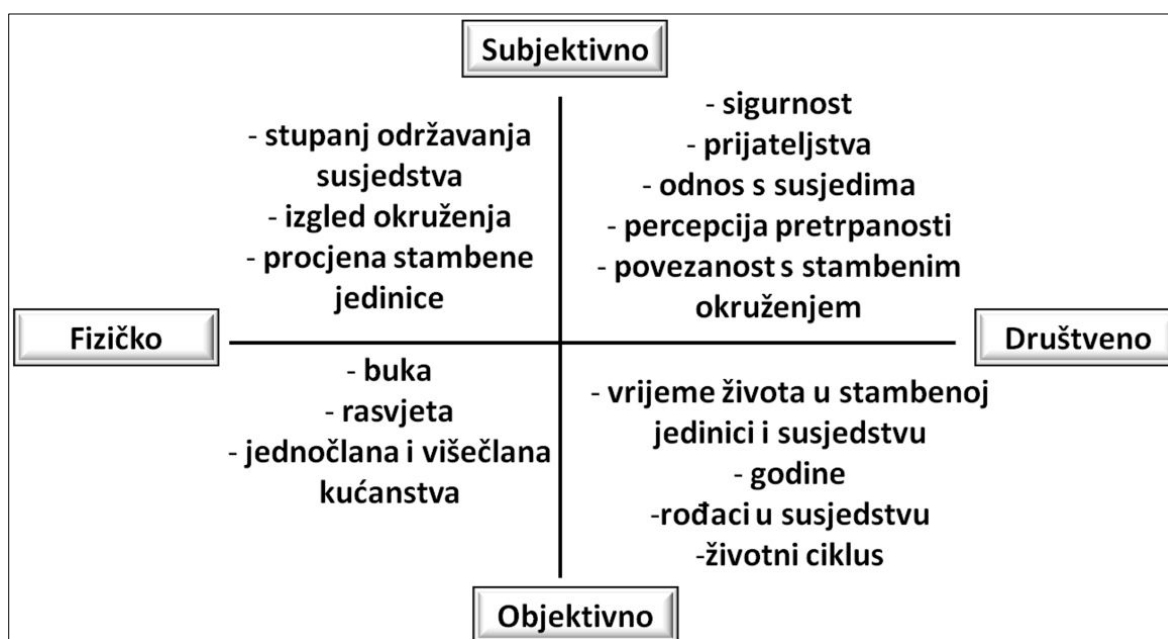 Subjektivno
- stupanj održavanja
susjedstva
- izgled okruženja
- procjena stambene
jedinice
- sigurnost
- prijateljstva
- odnos s susjedima
- percepcija pretrpanosti
- povezanost s stambenim
okruženjem
Fizičko
Društveno
- buka
- rasvjeta
- jednočlana i višečlana
kućanstva
- vrijeme života u stambenoj
jedinici i susjedstvu
- godine
-rođaci u susjedstvu
-životni ciklus
Objektivno